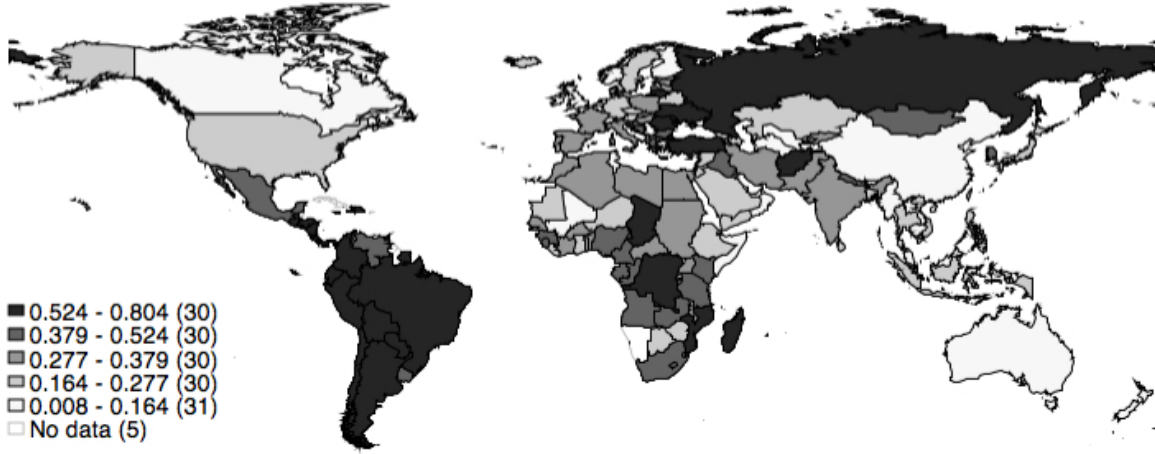 0.524 - 0.804 (30)
0.379 - 0.524 (30)
0.277 - 0.379 (30)
0.164 - 0.277 (30)
0.008 - 0.164 (31)
No data (5)